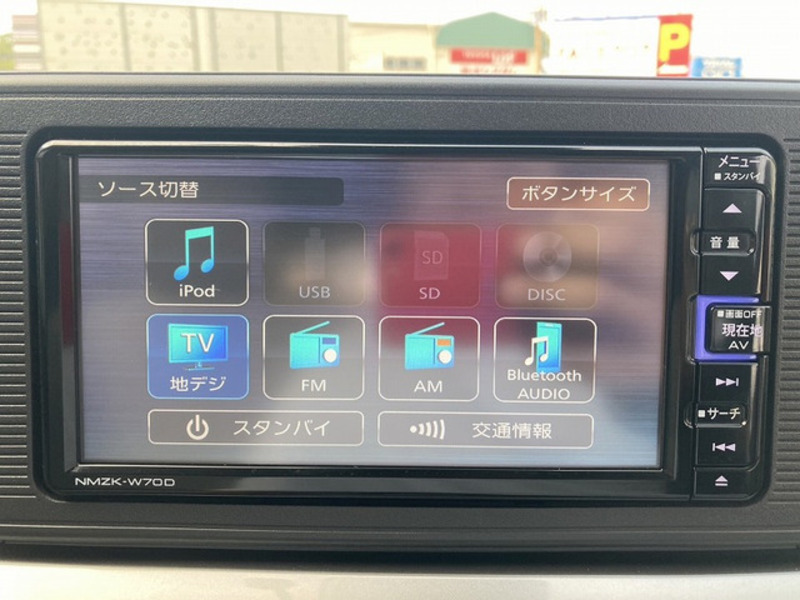 P
メニュー
■スタンバイ
ソース切替
ボタンサイズ
音量
iPod
USB
SD
SD
DISC
■画面OFF
現在地
AV
TV
地デジ
FM
AM
Bluetooth
AUDIO
■サーチ
スタンバイ
交通情報
NMZK-W70D